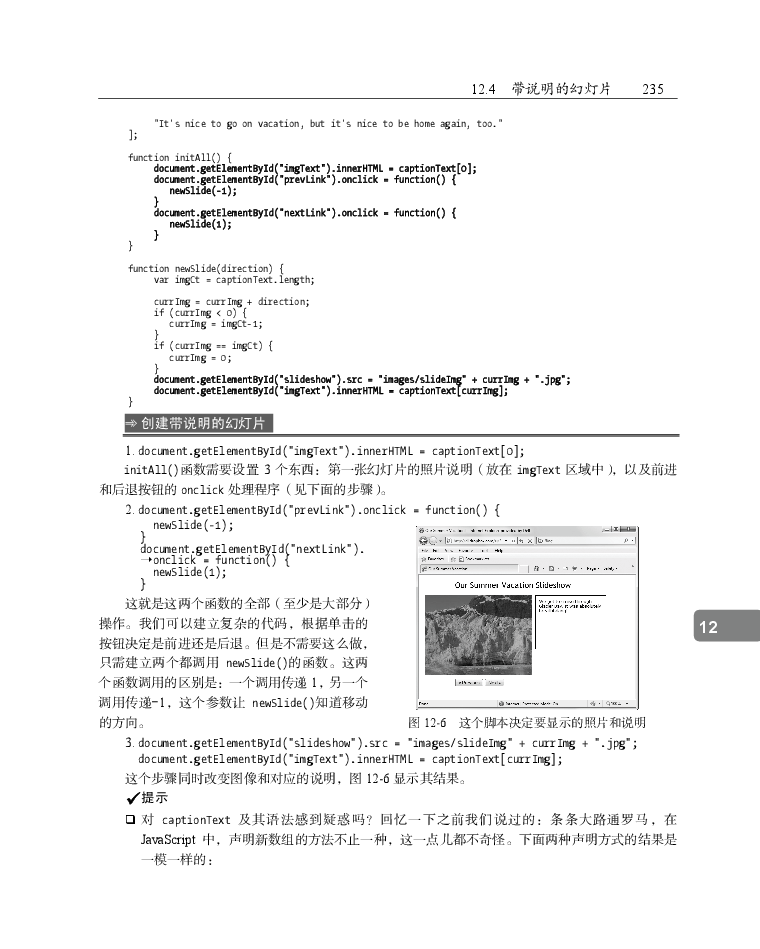 12.4 带说明的幻灯片 235
"It's nice to go on vacation, but it's nice to be home again, too."
];
function initAll() {
document.getElementById("imgText").innerHTML = captionText[0];
document.getElementById("prevLink").onclick = function() {
newSlide(-1);
}
document.getElementById("nextLink").onclick = function() {
newSlide(1);
}
}
function newSlide(direction) {
var imgCt = captionText.length;
currImg = currImg + direction;
if (currImg < 0) {
currImg = imgCt-1;
}
if (currImg == imgCt) {
currImg = 0;
}
document.getElementById("slideshow").src = "images/slideImg" + currImg + ".jpg";
document.getElementById("imgText").innerHTML = captionText[currImg];
}
创建带说明的幻灯片
1. document.getElementById("imgText").innerHTML = captionText[0];
initAll()函数需要设置 3 个东西：第一张幻灯片的照片说明（放在 imgText 区域中），以及前进
和后退按钮的 onclick 处理程序（见下面的步骤）。
2. document.getElementById("prevLink").onclick = function() {
newSlide(-1);
}
document.getElementById("nextLink").
→onclick = function() {
newSlide(1);
}
这就是这两个函数的全部（至少是大部分）
操作。我们可以建立复杂的代码，根据单击的
按钮决定是前进还是后退。但是不需要这么做，
只需建立两个都调用 newSlide()的函数。这两
个函数调用的区别是：一个调用传递 1，另一个
调用传递-1，这个参数让 newSlide()知道移动
的方向。
Our Summer Vacation Slideshow
图 12-6 这个脚本决定要显示的照片和说明
12
3. document.getElementById("slideshow").src = "images/slideImg" + currImg + ".jpg";
document.getElementById("imgText").innerHTML = captionText[currImg];
这个步骤同时改变图像和对应的说明，图 12-6 显示其结果。
✓提示
❑ 对 captionText 及其语法感到疑惑吗？回忆一下之前我们说过的：条条大路通罗马，在
JavaScript 中，声明新数组的方法不止一种，这一点儿都不奇怪。下面两种声明方式的结果是
一模一样的：